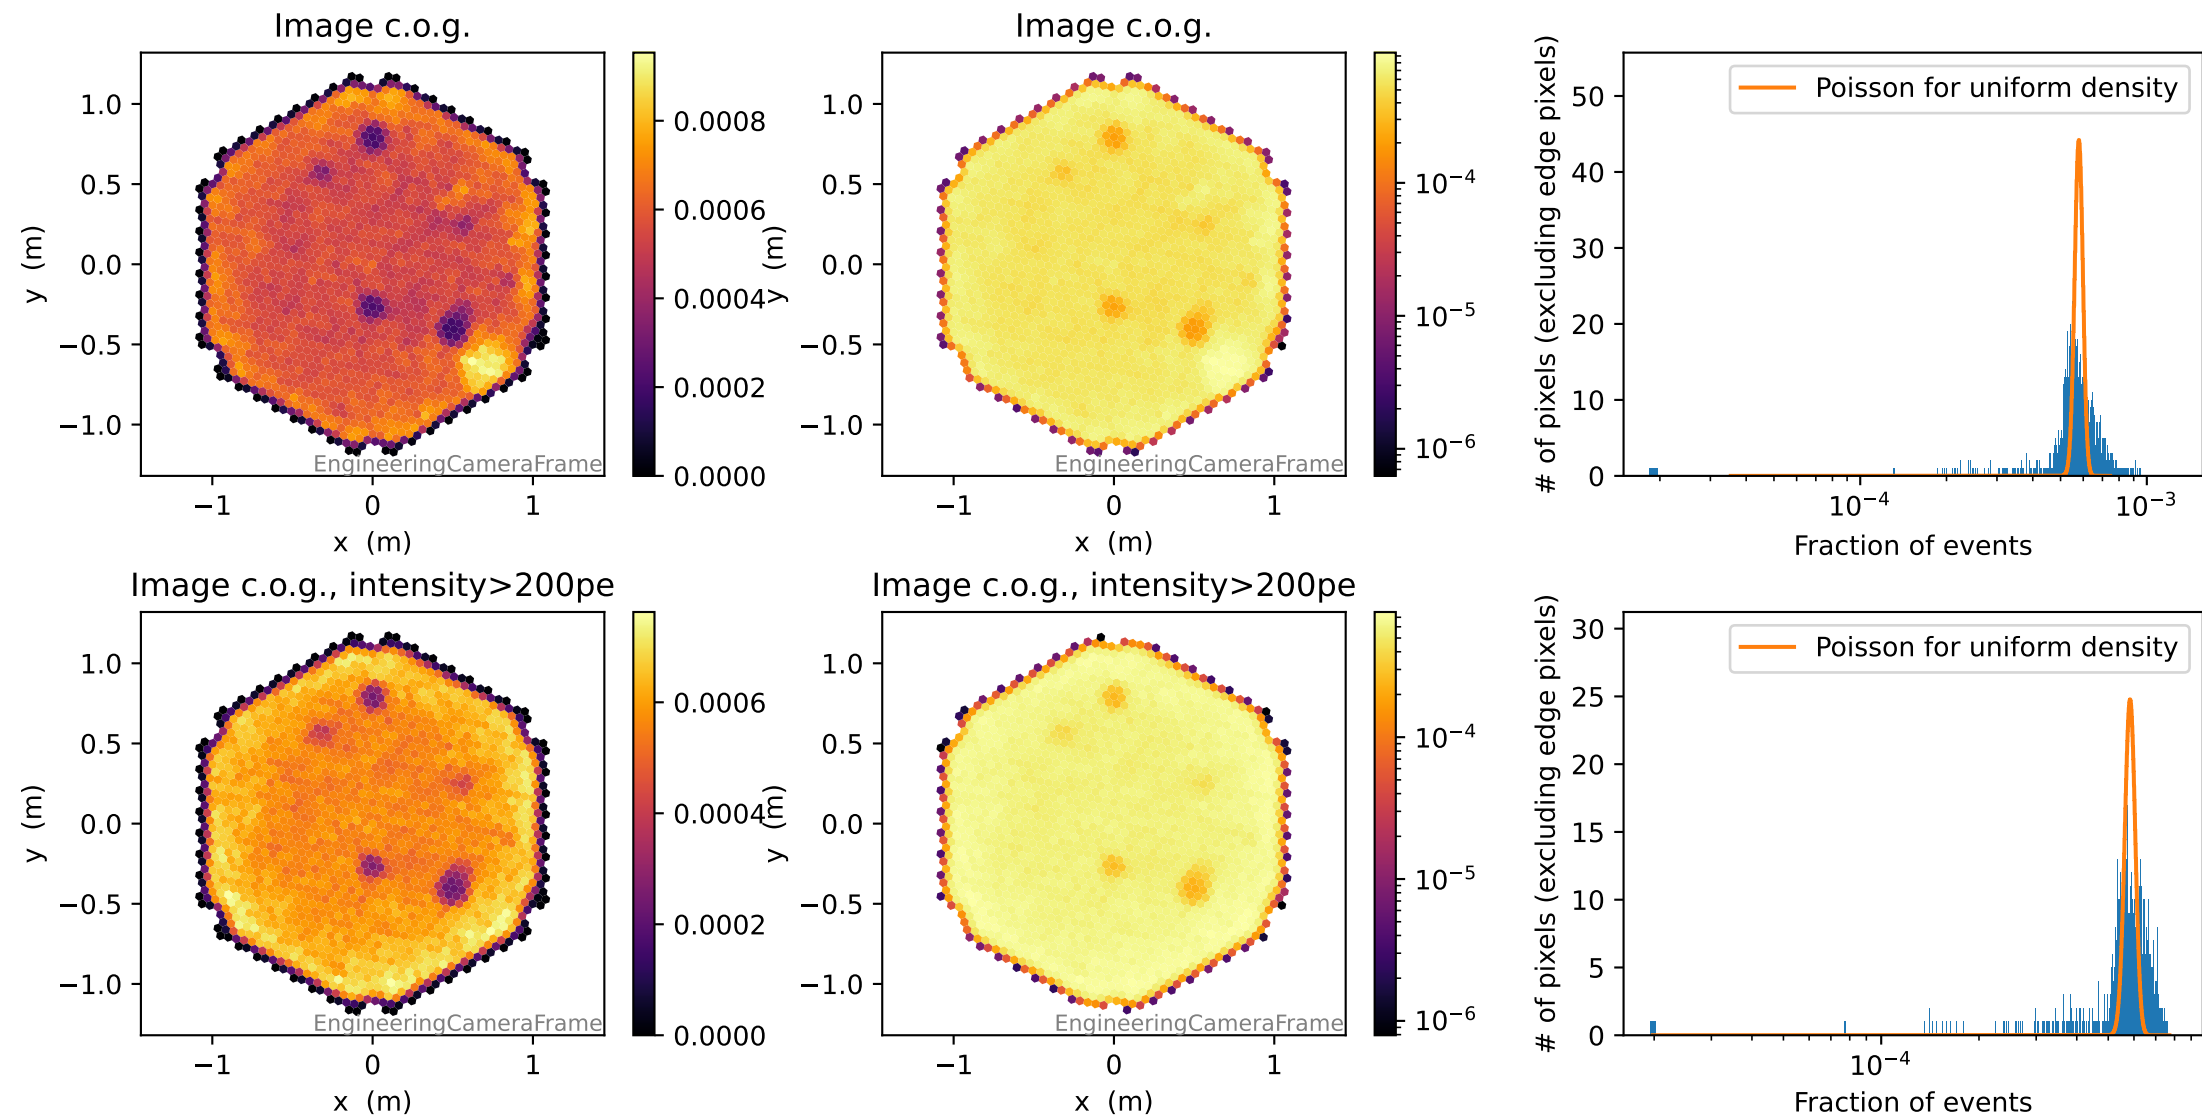 Image c.o.g.
1.0
0.5
0.0
−0.5
−1.0
y (m)
−1
0
1
x (m)
EngineeringCameraFrame
0.0008
0.0006
0.0004
0.0002
0.0000
Image c.o.g.
1.0
0.5
0.0
−0.5
−1.0
y (m)
−1
0
1
x (m)
EngineeringCameraFrame
10⁻⁴
10⁻⁵
10⁻⁶
# of pixels (excluding edge pixels)
50
40
30
20
10
0
Poisson for uniform density
10⁻⁴
10⁻³
Fraction of events
Image c.o.g., intensity>200pe
1.0
0.5
0.0
−0.5
−1.0
y (m)
−1
0
1
x (m)
EngineeringCameraFrame
0.0006
0.0004
0.0002
0.0000
Image c.o.g., intensity>200pe
1.0
0.5
0.0
−0.5
−1.0
y (m)
−1
0
1
x (m)
EngineeringCameraFrame
10⁻⁴
10⁻⁵
10⁻⁶
# of pixels (excluding edge pixels)
30
25
20
15
10
5
0
Poisson for uniform density
10⁻⁴
Fraction of events